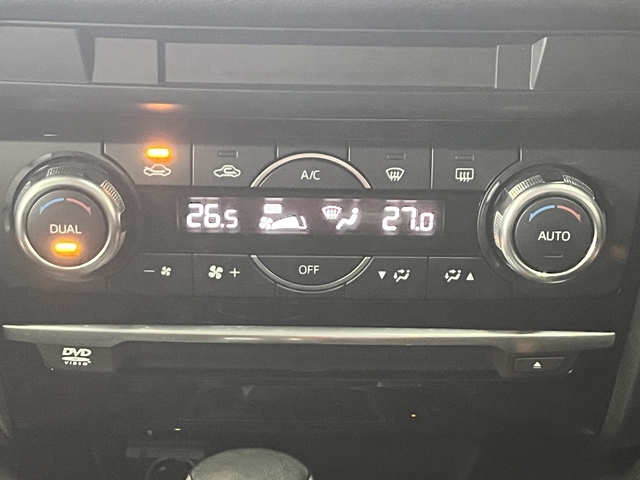 A/C
DUAL
26.5
27.0
AUTO
− +
OFF
▼ ▲
DVD
VIDEO